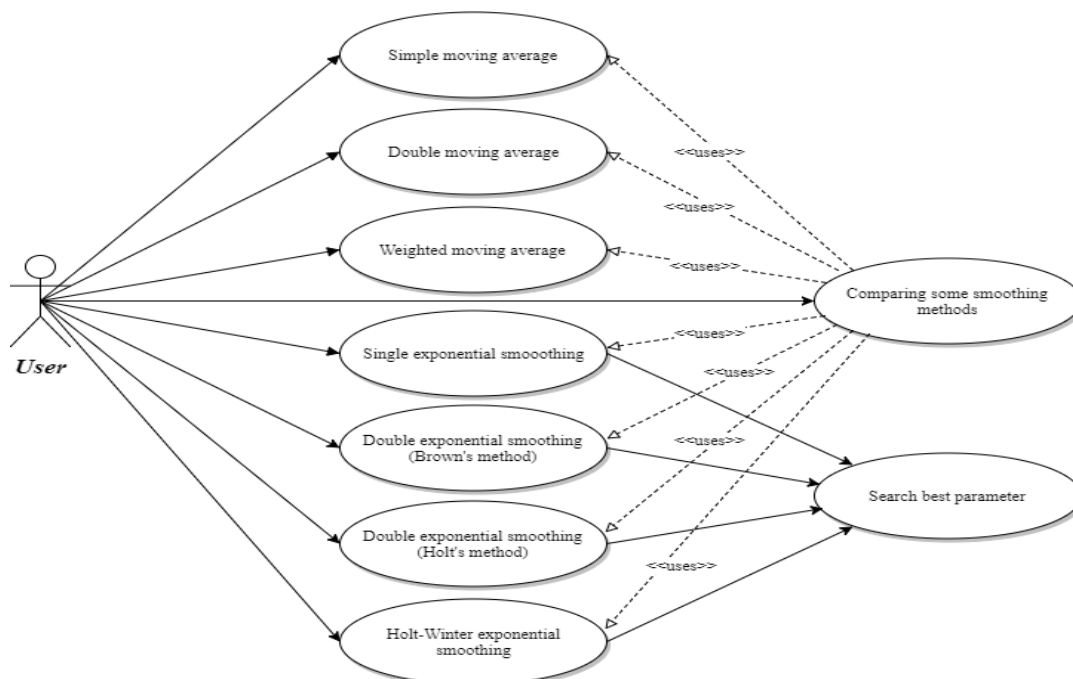 Simple moving average
<<uses>>
Double moving average
<<uses>>
Weighted moving average
<<uses>>
Comparing some smoothing
methods
User
Single exponential smooothing
<<uses>>
<<uses>>
Double exponential smoothing
(Brown's method)
<<uses>>
Search best parameter
Double exponential smoothing
(Holt's method)
<<uses>>
Holt-Winter exponential
smoothing